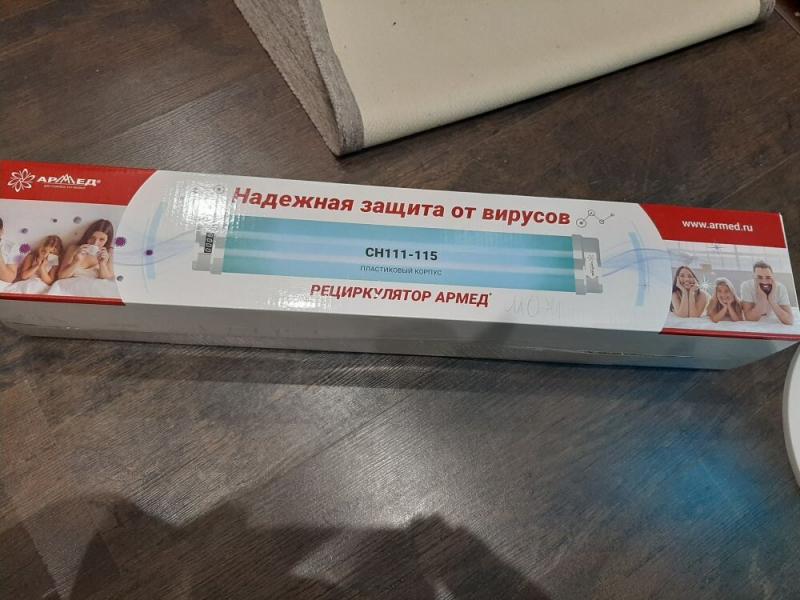 АРМЕД®
Надежная защита от вирусов
www.armed.ru
СН111-115
ПЛАСТИКОВЫЙ КОРПУС
РЕЦИРКУЛЯТОР АРМЕД®